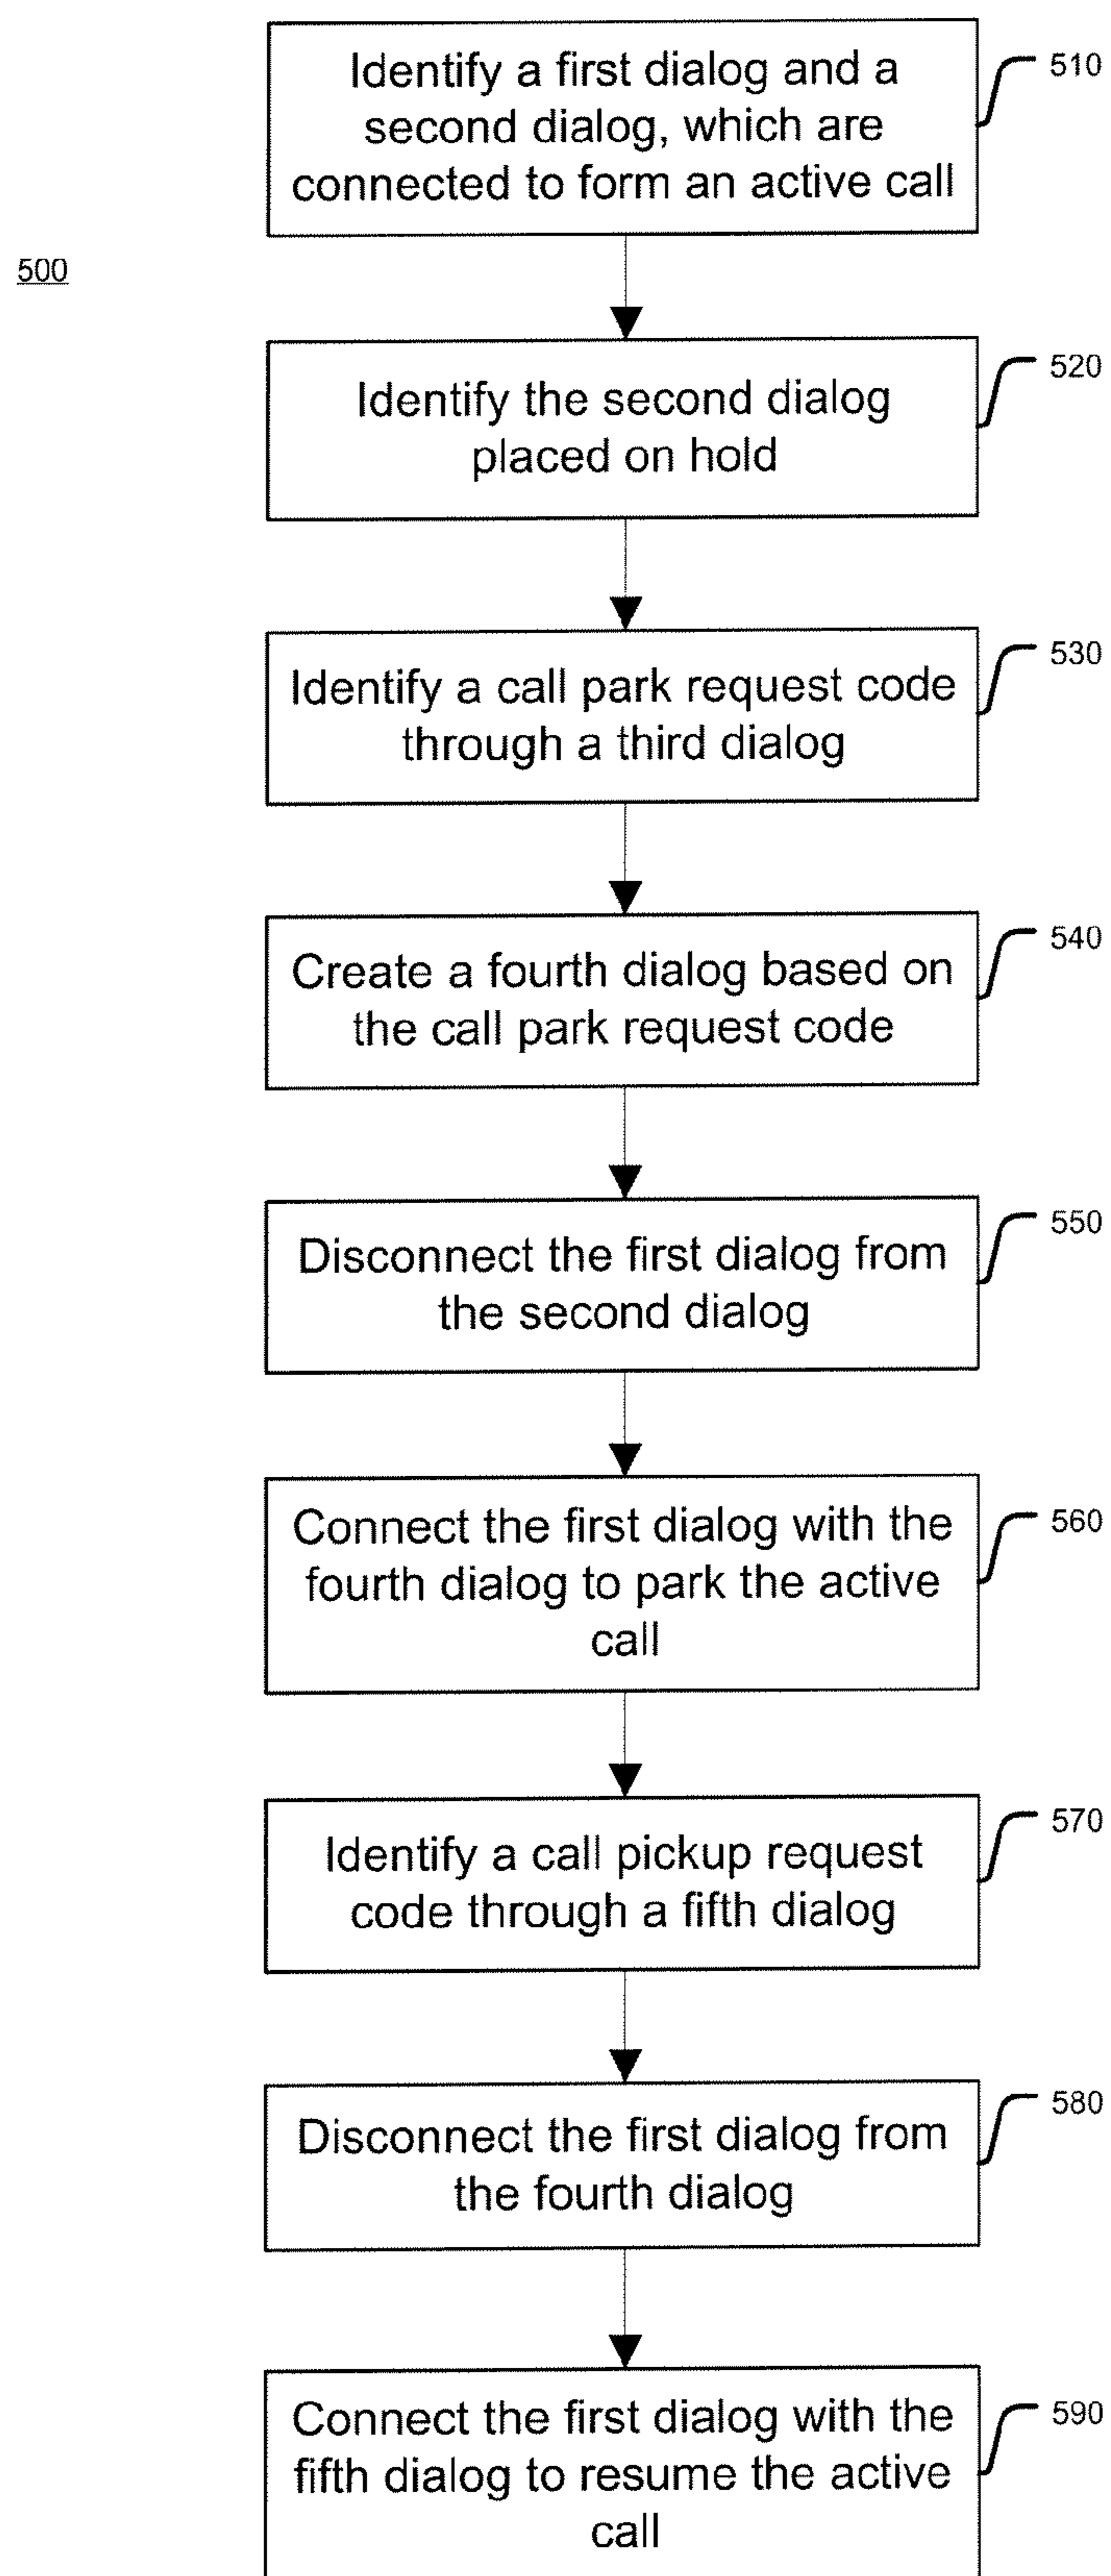 Identify a first dialog and a
second dialog, which are
connected to form an active call
510
500
Identify the second dialog
placed on hold
520
Identify a call park request code
through a third dialog
530
Create a fourth dialog based on
the call park request code
540
Disconnect the first dialog from
the second dialog
550
Connect the first dialog with the
fourth dialog to park the active
call
560
Identify a call pickup request
code through a fifth dialog
570
Disconnect the first dialog from
the fourth dialog
580
Connect the first dialog with the
fifth dialog to resume the active
call
590